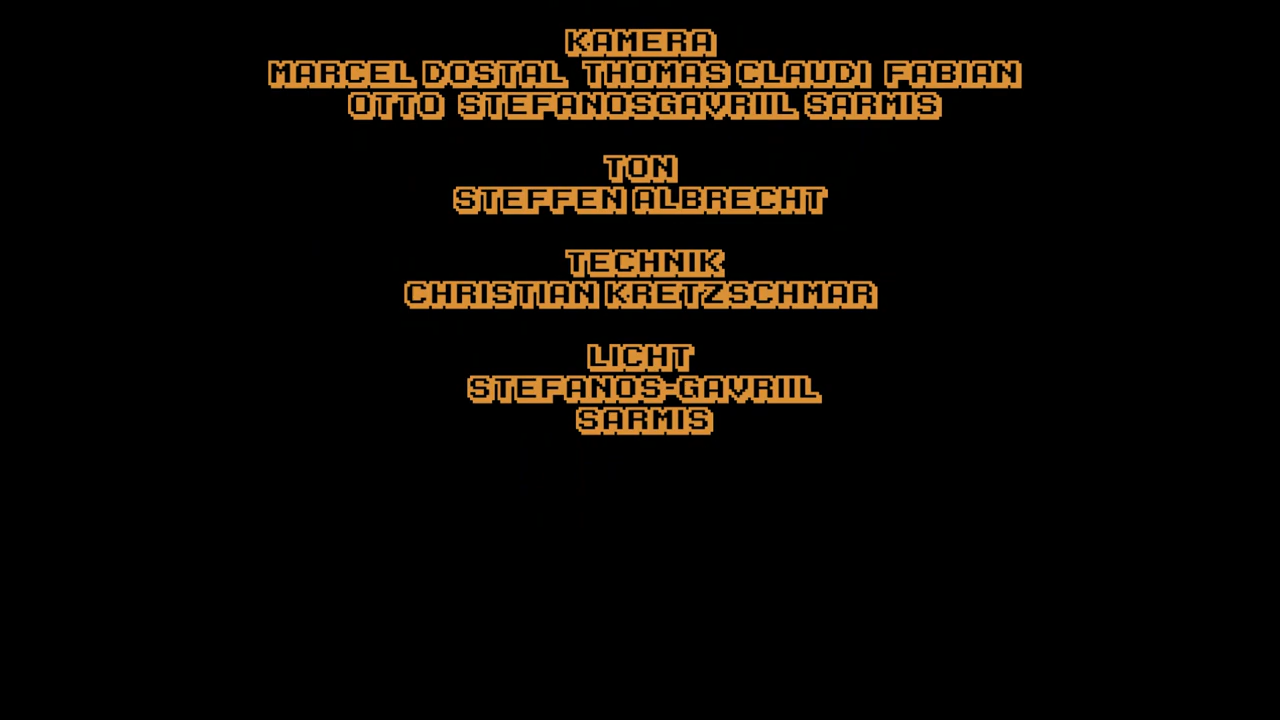 KAMERA
MARCEL DOSTAL THOMAS CLAUDI FABIAN
OTTO STEFANOSGAVRIIL SARMIS
TON
STEFFEN ALBRECHT
TECHNIK
CHRISTIAN KRETZSCHMAR
LICHT
STEFANOS-GAVRIIL
SARMIS